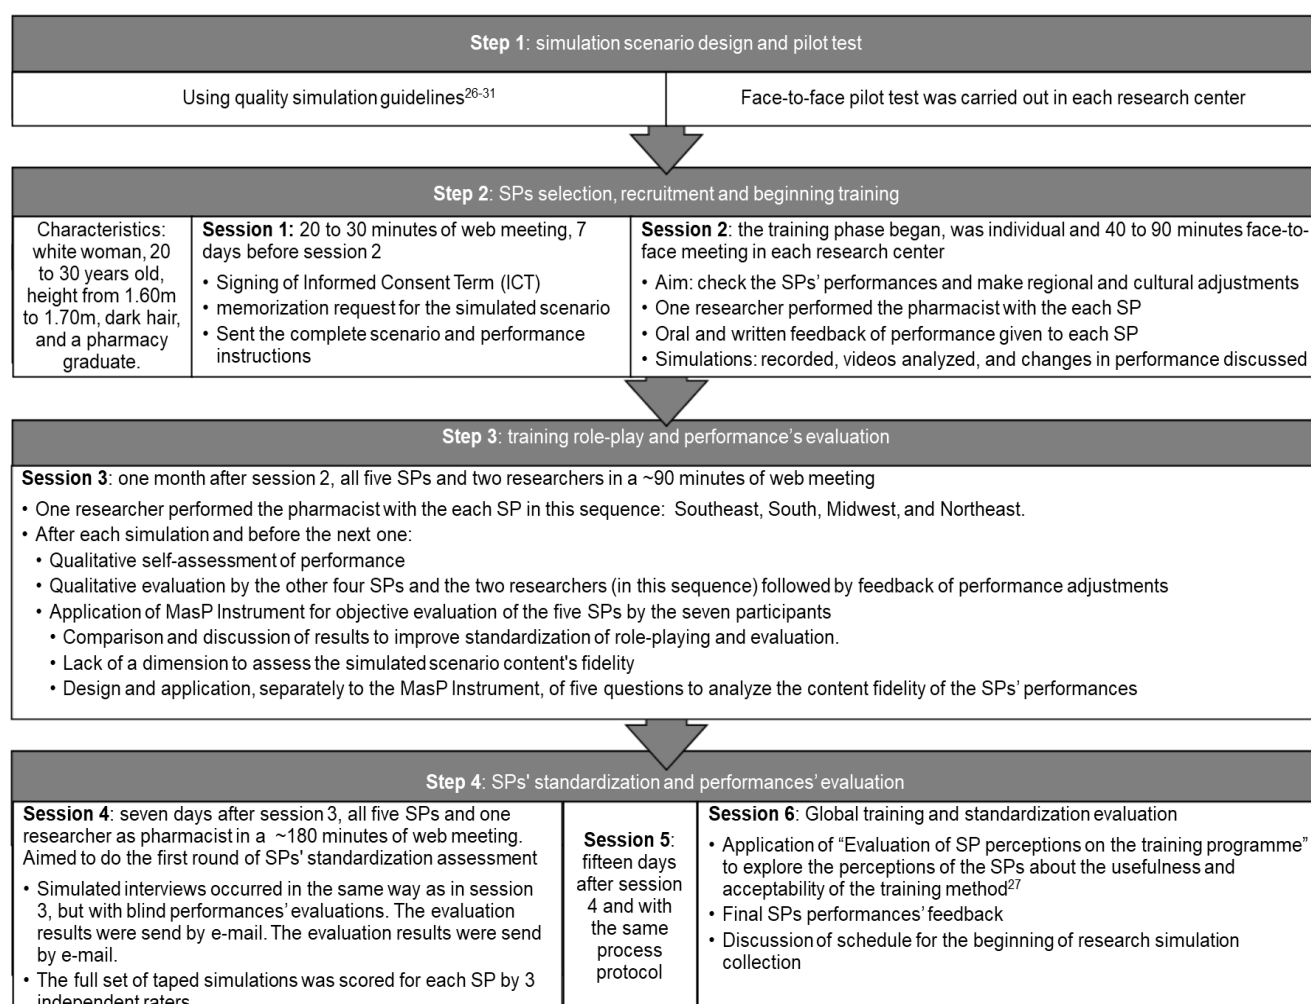 Step 1: simulation scenario design and pilot test
Using quality simulation guidelines26-31
Face-to-face pilot test was carried out in each research center
Step 2: SPs selection, recruitment and beginning training
Characteristics:
white woman, 20
to 30 years old,
height from 1.60m
to 1.70m, dark hair,
and a pharmacy
graduate.
Session 1: 20 to 30 minutes of web meeting, 7
days before session 2
• Signing of Informed Consent Term (ICT)
• memorization request for the simulated scenario
• Sent the complete scenario and performance
instructions
Session 2: the training phase began, was individual and 40 to 90 minutes face-to-
face meeting in each research center
• Aim: check the SPs' performances and make regional and cultural adjustments
• One researcher performed the pharmacist with the each SP
• Oral and written feedback of performance given to each SP
• Simulations: recorded, videos analyzed, and changes in performance discussed
Step 3: training role-play and performance's evaluation
Session 3: one month after session 2, all five SPs and two researchers in a ~90 minutes of web meeting
• One researcher performed the pharmacist with the each SP in this sequence: Southeast, South, Midwest, and Northeast.
• After each simulation and before the next one:
• Qualitative self-assessment of performance
• Qualitative evaluation by the other four SPs and the two researchers (in this sequence) followed by feedback of performance adjustments
• Application of MasP Instrument for objective evaluation of the five SPs by the seven participants
• Comparison and discussion of results to improve standardization of role-playing and evaluation.
• Lack of a dimension to assess the simulated scenario content's fidelity
• Design and application, separately to the MasP Instrument, of five questions to analyze the content fidelity of the SPs' performances
Step 4: SPs' standardization and performances' evaluation
Session 4: seven days after session 3, all five SPs and one
researcher as pharmacist in a ~180 minutes of web meeting.
Aimed to do the first round of SPs' standardization assessment
• Simulated interviews occurred in the same way as in session
3, but with blind performances' evaluations. The evaluation
results were send by e-mail. The evaluation results were send
by e-mail.
• The full set of taped simulations was scored for each SP by 3
independent raters
Session 5:
fifteen days
after session
4 and with
the same
process
protocol
Session 6: Global training and standardization evaluation
• Application of "Evaluation of SP perceptions on the training programme"
to explore the perceptions of the SPs about the usefulness and
acceptability of the training method27
• Final SPs performances' feedback
• Discussion of schedule for the beginning of research simulation
collection